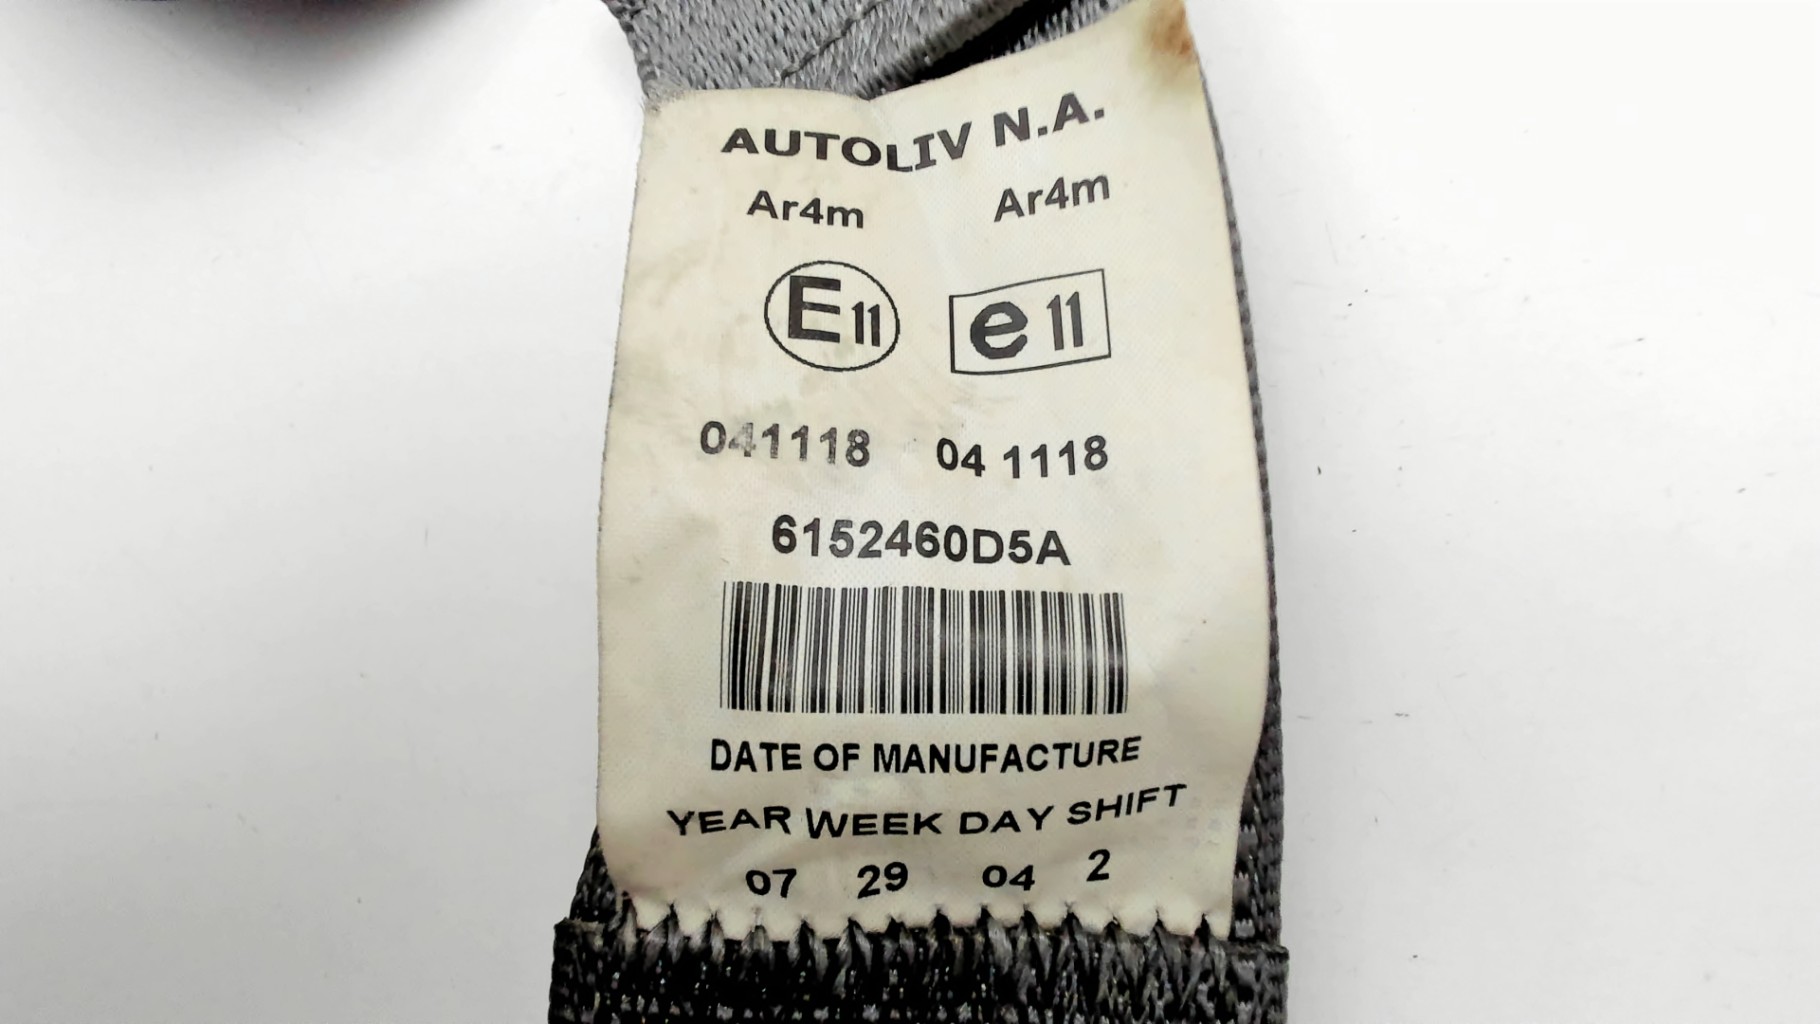 AUTOLIV N.A.
Ar4m Ar4m
E11 e11
041118 04 1118
6152460D5A
DATE OF MANUFACTURE
YEAR WEEK DAY SHIFT
07 29 04 2